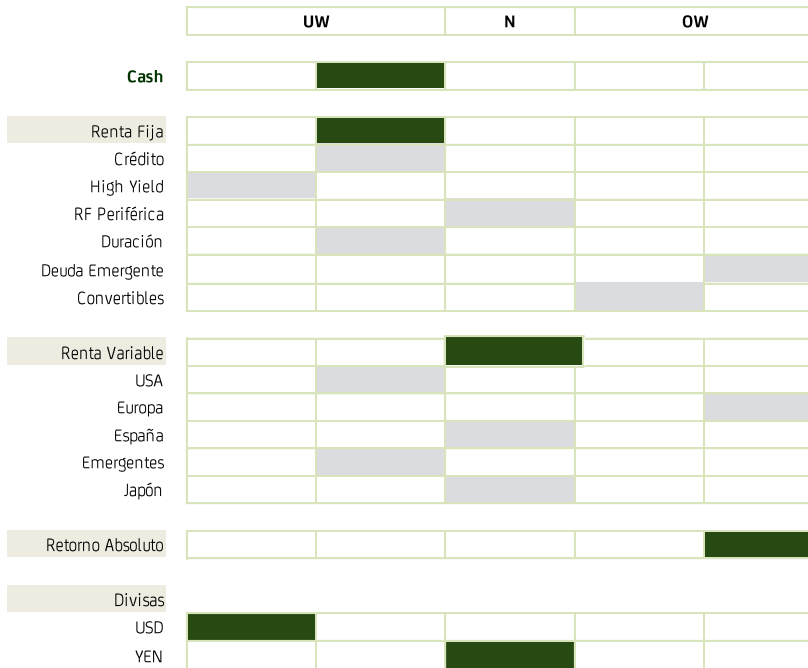 UW N OW
Cash
Renta Fija
Crédito
High Yield
RF Periférica
Duración
Deuda Emergente
Convertibles
Renta Variable
USA
Europa
España
Emergentes
Japón
Retorno Absoluto
Divisas
USD
YEN